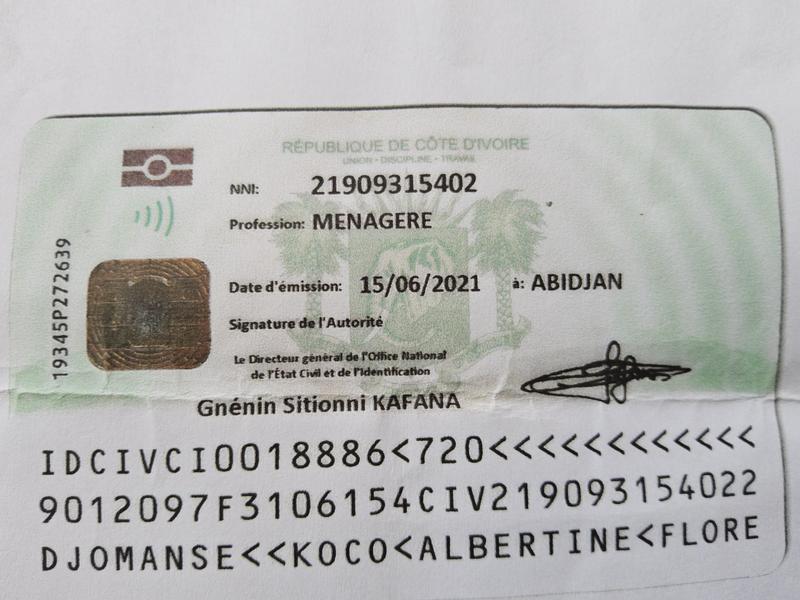 RÉPUBLIQUE DE CÔTE D'IVOIRE
UNION - DISCIPLINE - TRAVAIL
NNI: 21909315402
Profession: MENAGERE
Date d'émission: 15/06/2021 à: ABIDJAN
Signature de l'Autorité
Le Directeur général de l'Office National
de l'État Civil et de l'Identification
Gnénin Sitionni KAFANA
19345P272639
IDCIVCI0018886<720<<<<<<<<<<<<
9012097F3106154CIV219093154022
DJOMANSE<<KOCO<ALBERTINE<FLORE